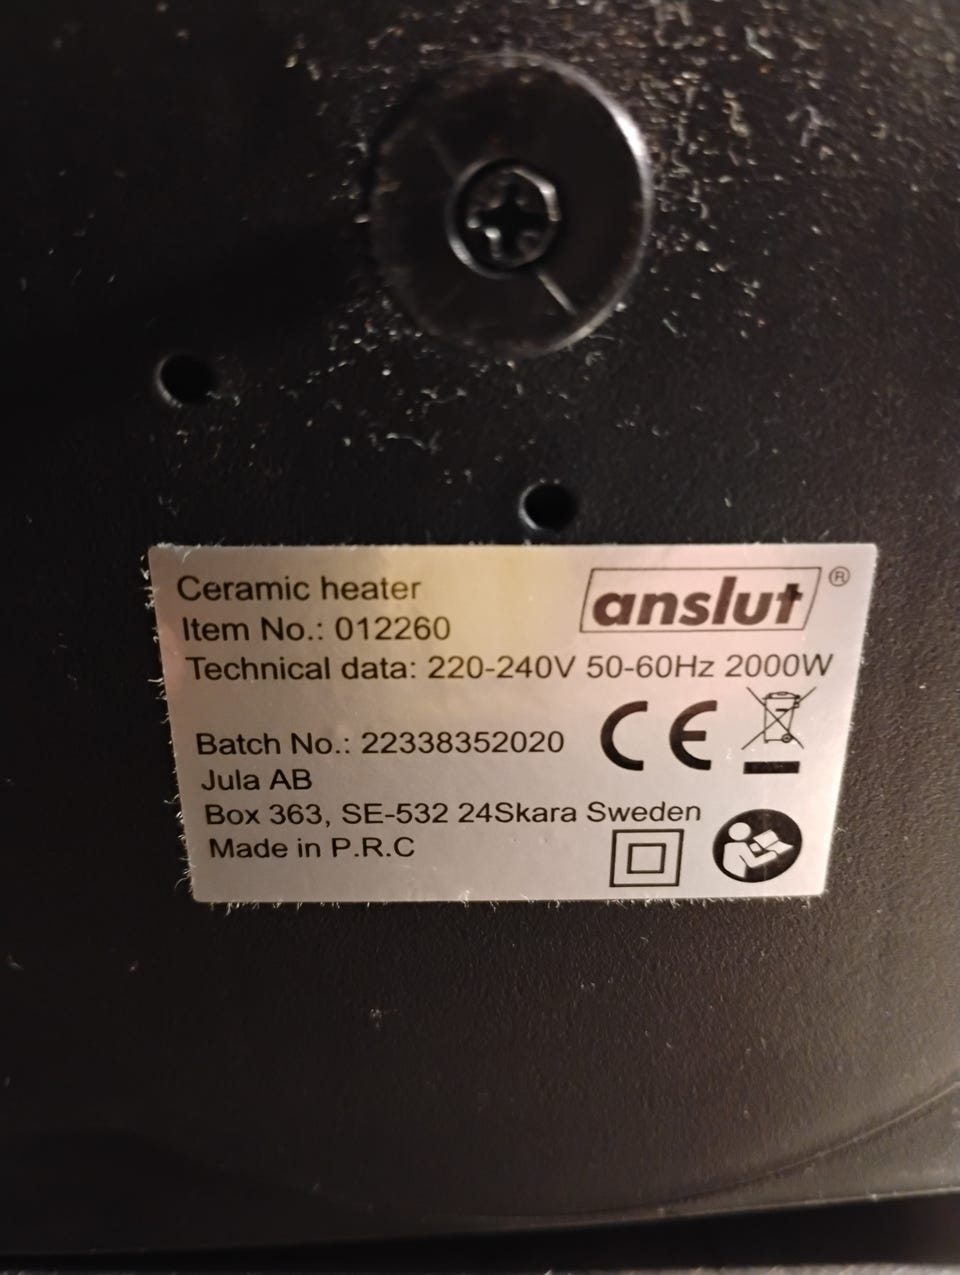 Ceramic heater
anslut®
Item No.: 012260
Technical data: 220-240V 50-60Hz 2000W
Batch No.: 22338352020
CE
Jula AB
Box 363, SE-532 24Skara Sweden
Made in P.R.C